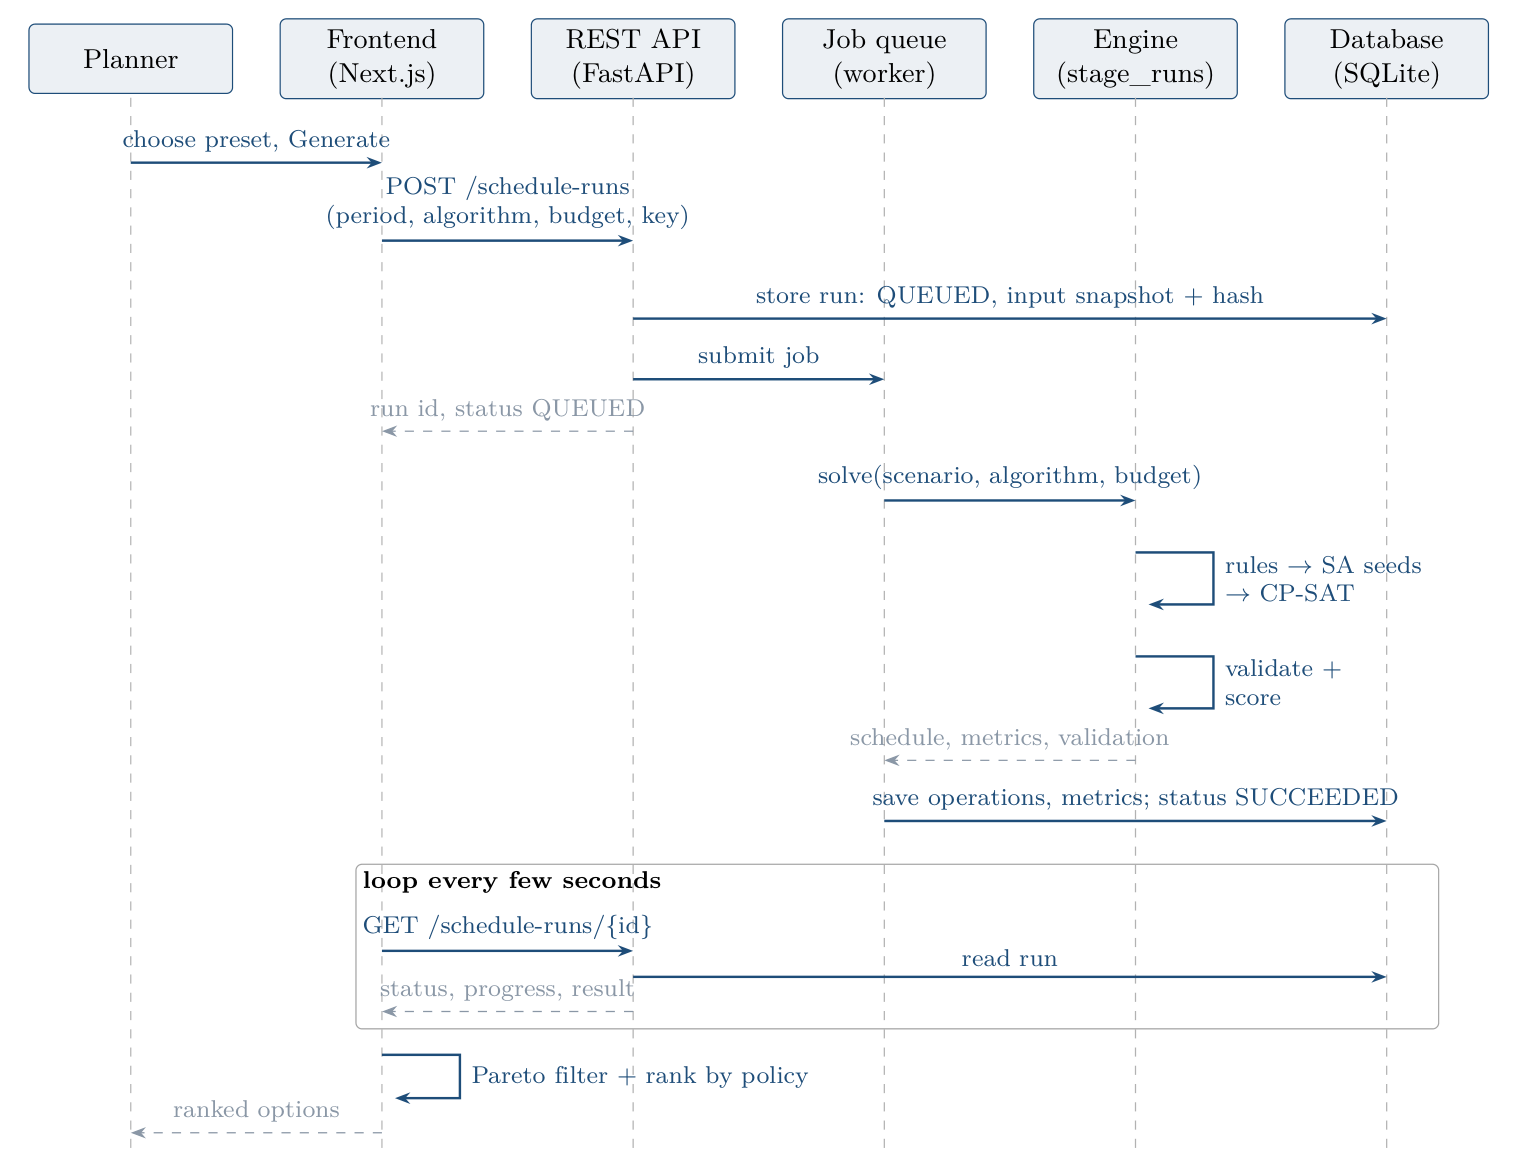 Planner
Frontend
(Next.js)
REST API
(FastAPI)
Job queue
(worker)
Engine
(stage_runs)
Database
(SQLite)
choose preset, Generate
POST /schedule-runs
(period, algorithm, budget, key)
store run: QUEUED, input snapshot + hash
submit job
run id, status QUEUED
solve(scenario, algorithm, budget)
rules → SA seeds
→ CP-SAT
validate +
score
schedule, metrics, validation
save operations, metrics; status SUCCEEDED
loop every few seconds
GET /schedule-runs/{id}
read run
status, progress, result
Pareto filter + rank by policy
ranked options